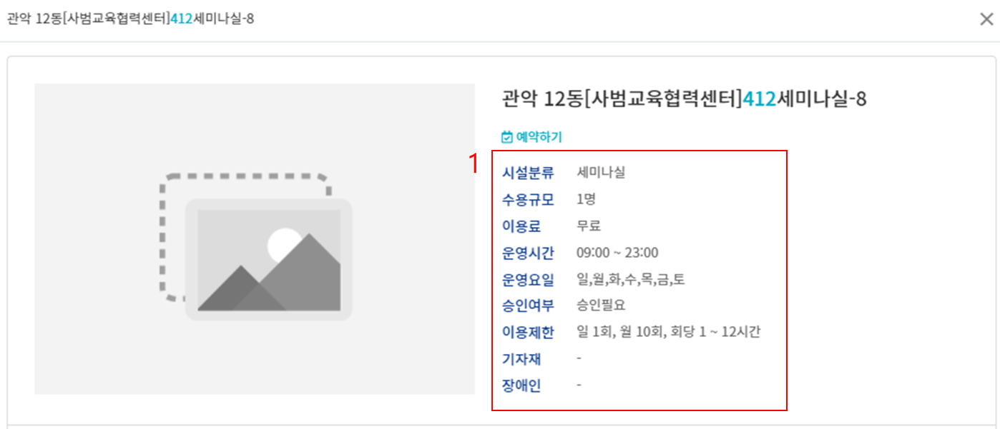 관악 12동[사범교육협력센터]412세미나실-8
관악 12동[사범교육협력센터]412세미나실-8
예약하기
1
시설분류 세미나실
수용규모 1명
이용료 무료
운영시간 09:00 ~ 23:00
운영요일 일,월,화,수,목,금,토
승인여부 승인필요
이용제한 일 1회, 월 10회, 회당 1 ~ 12시간
기자재 -
장애인 -